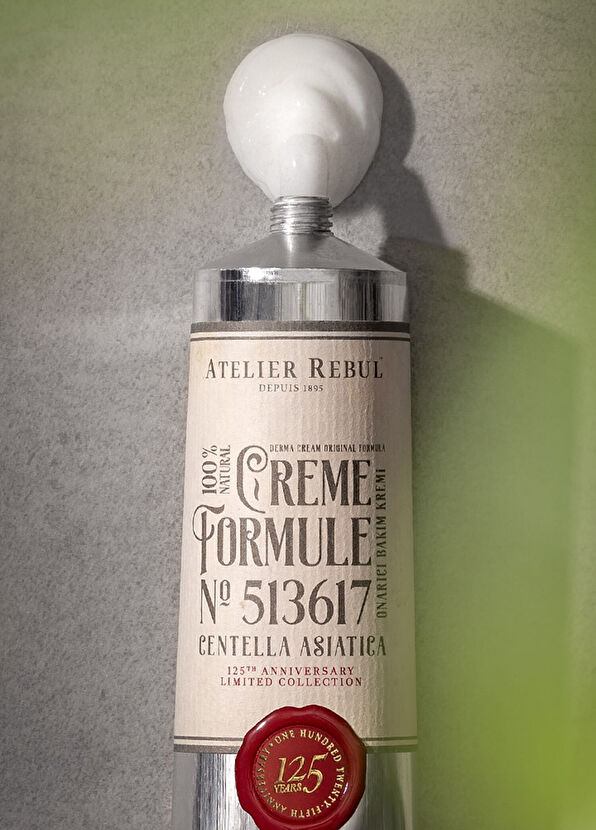 ATELIER REBUL™
DEPUIS 1895
DERMA CREAM ORIGINAL FORMULA
100%
NATURAL
CREME
FORMULE
Nº 513617
ONARICI BAKIM KREMİ
CENTELLA ASIATICA
125TH ANNIVERSARY
LIMITED COLLECTION
ONE HUNDRED TWENTY-FIFTH ANNIVERSARY
125
YEARS